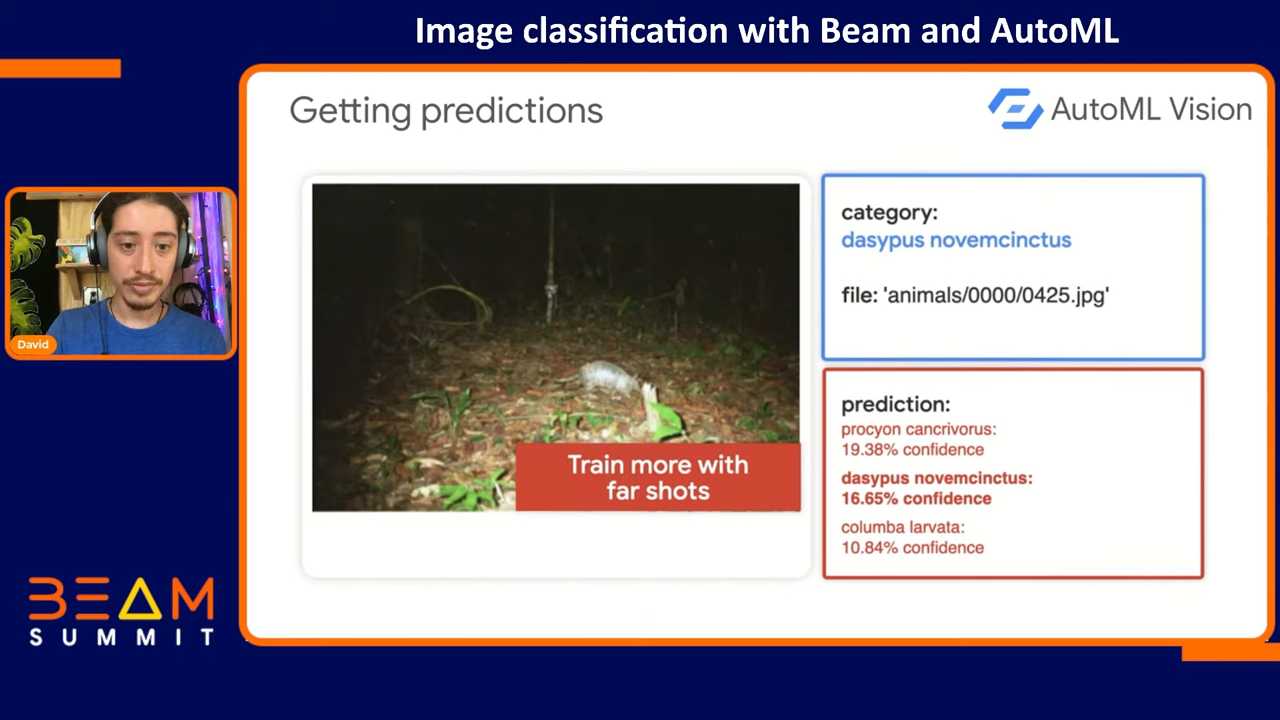 Image classification with Beam and AutoML
Getting predictions
AutoML Vision
category:
dasypus novemcinctus
file: 'animals/0000/0425.jpg'
David
prediction:
procyon cancrivorus:
19.38% confidence
dasypus novemcinctus:
16.65% confidence
columba larvata:
10.84% confidence
Train more with
far shots
BEAM
SUMMIT